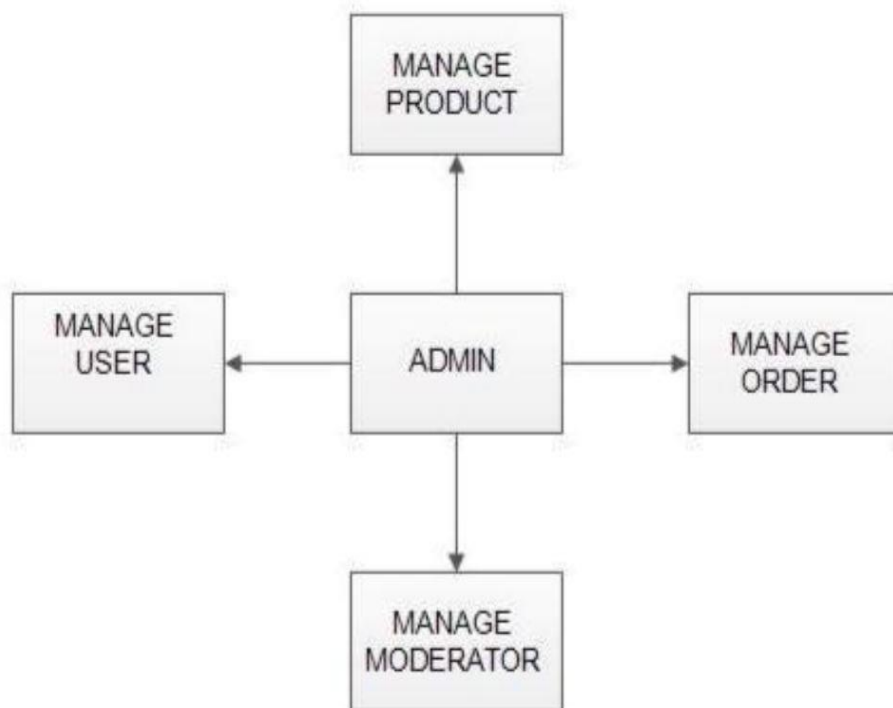 MANAGE
PRODUCT
MANAGE
USER
ADMIN
MANAGE
ORDER
MANAGE
MODERATOR